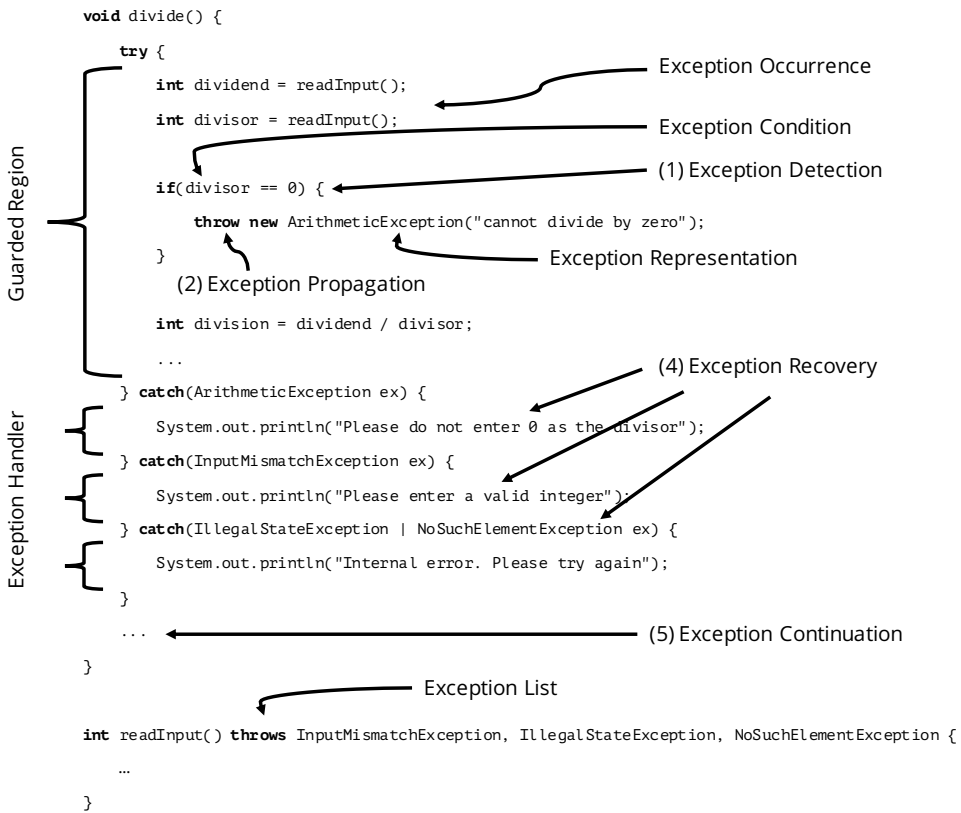 void divide() {
try {
int dividend = readInput();
Exception Occurrence
int divisor = readInput();
Exception Condition
(1) Exception Detection
if(divisor == 0) {
throw new ArithmeticException("cannot divide by zero");
}
Exception Representation
(2) Exception Propagation
int division = dividend / divisor;
...
(4) Exception Recovery
} catch(ArithmeticException ex) {
System.out.println("Please do not enter 0 as the divisor");
} catch(InputMismatchException ex) {
System.out.println("Please enter a valid integer");
} catch(IllegalStateException | NoSuchElementException ex) {
System.out.println("Internal error. Please try again");
}
...
(5) Exception Continuation
}
Exception List
int readInput() throws InputMismatchException, IllegalStateException, NoSuchElementException {
…
}
Guarded Region
Exception Handler